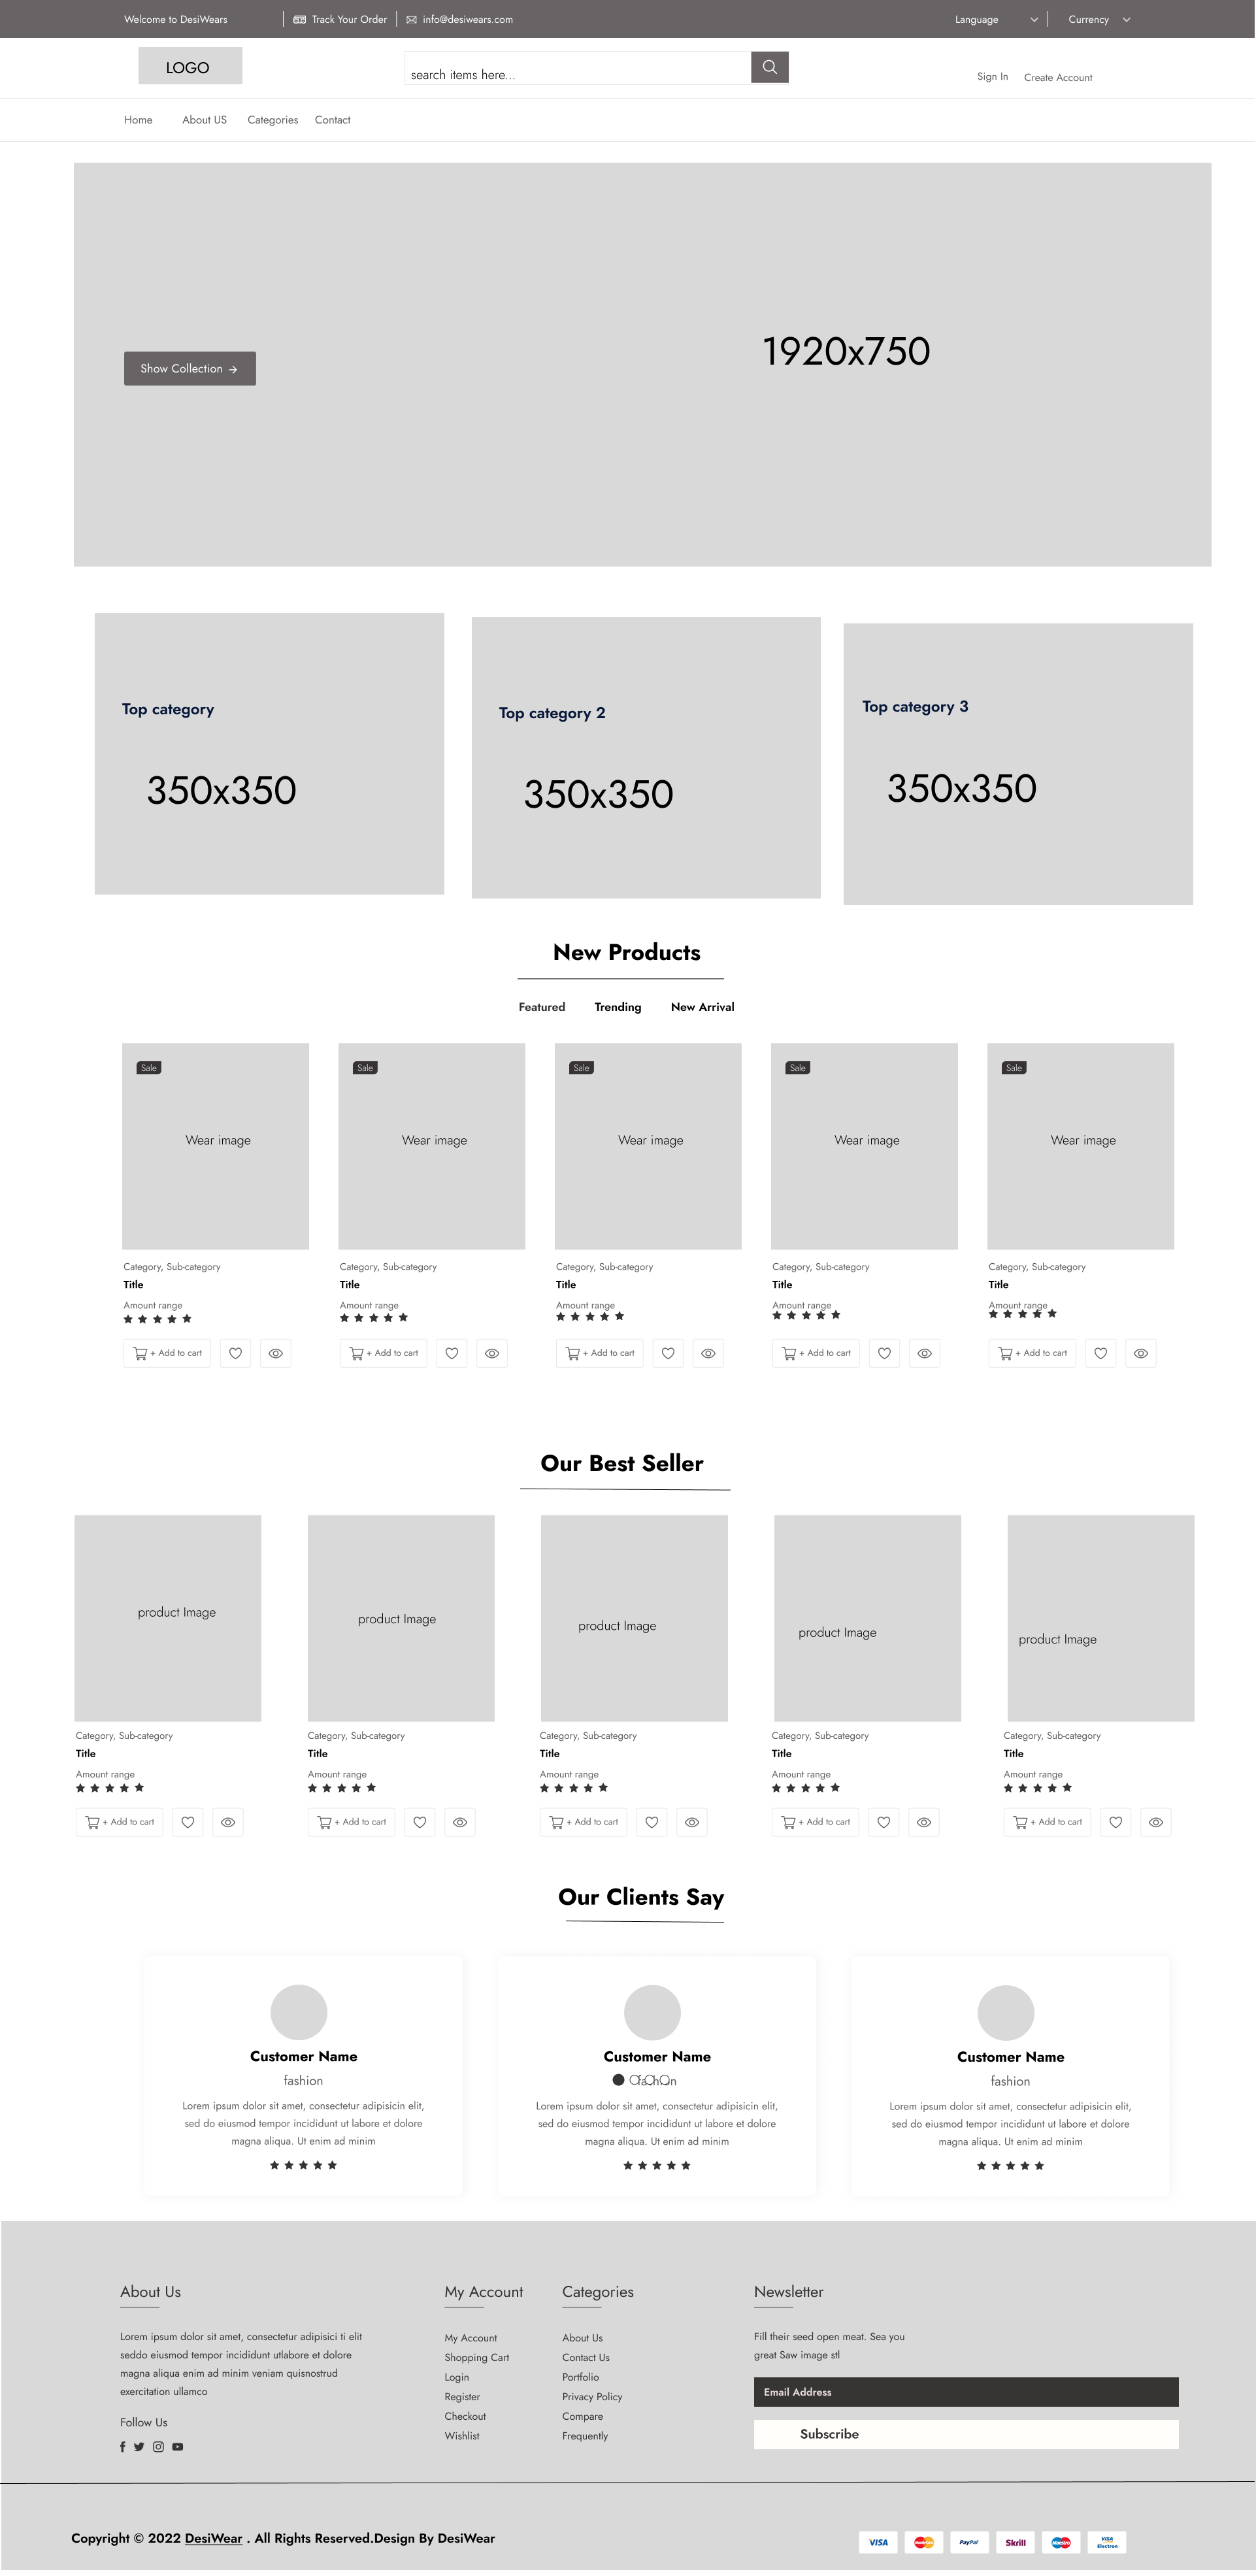 Welcome to DesiWears
Track Your Order
info@desiwears.com
Language
Currency
LOGO
search items here...
Sign In
Create Account
Home
About US
Categories
Contact
Show Collection
1920x750
Top category
350x350
Top category 2
350x350
Top category 3
350x350
New Products
Featured
Trending
New Arrival
Sale
Sale
Sale
Sale
Sale
Wear image
Wear image
Wear image
Wear image
Wear image
Category, Sub-category
Category, Sub-category
Category, Sub-category
Category, Sub-category
Category, Sub-category
Title
Title
Title
Title
Title
Amount range
Amount range
Amount range
Amount range
Amount range
+ Add to cart
+ Add to cart
+ Add to cart
+ Add to cart
+ Add to cart
Our Best Seller
product Image
product Image
product Image
product Image
product Image
Category, Sub-category
Category, Sub-category
Category, Sub-category
Category, Sub-category
Category, Sub-category
Title
Title
Title
Title
Title
Amount range
Amount range
Amount range
Amount range
Amount range
+ Add to cart
+ Add to cart
+ Add to cart
+ Add to cart
+ Add to cart
Our Clients Say
Customer Name
fashion
Lorem ipsum dolor sit amet, consectetur adipisicin elit,
sed do eiusmod tempor incididunt ut labore et dolore
magna aliqua. Ut enim ad minim
Customer Name
fashion
Lorem ipsum dolor sit amet, consectetur adipisicin elit,
sed do eiusmod tempor incididunt ut labore et dolore
magna aliqua. Ut enim ad minim
Customer Name
fashion
Lorem ipsum dolor sit amet, consectetur adipisicin elit,
sed do eiusmod tempor incididunt ut labore et dolore
magna aliqua. Ut enim ad minim
About Us
Lorem ipsum dolor sit amet, consectetur adipisici ti elit
seddo eiusmod tempor incididunt utlabore et dolore
magna aliqua enim ad minim veniam quisnostrud
exercitation ullamco
Follow Us
My Account
My Account
Shopping Cart
Login
Register
Checkout
Wishlist
Categories
About Us
Contact Us
Portfolio
Privacy Policy
Compare
Frequently
Newsletter
Fill their seed open meat. Sea you
great Saw image stl
Email Address
Subscribe
Copyright © 2022 DesiWear . All Rights Reserved.Design By DesiWear
VISA
MasterCard
PayPal
Skrill
Maestro
VISA
Electron